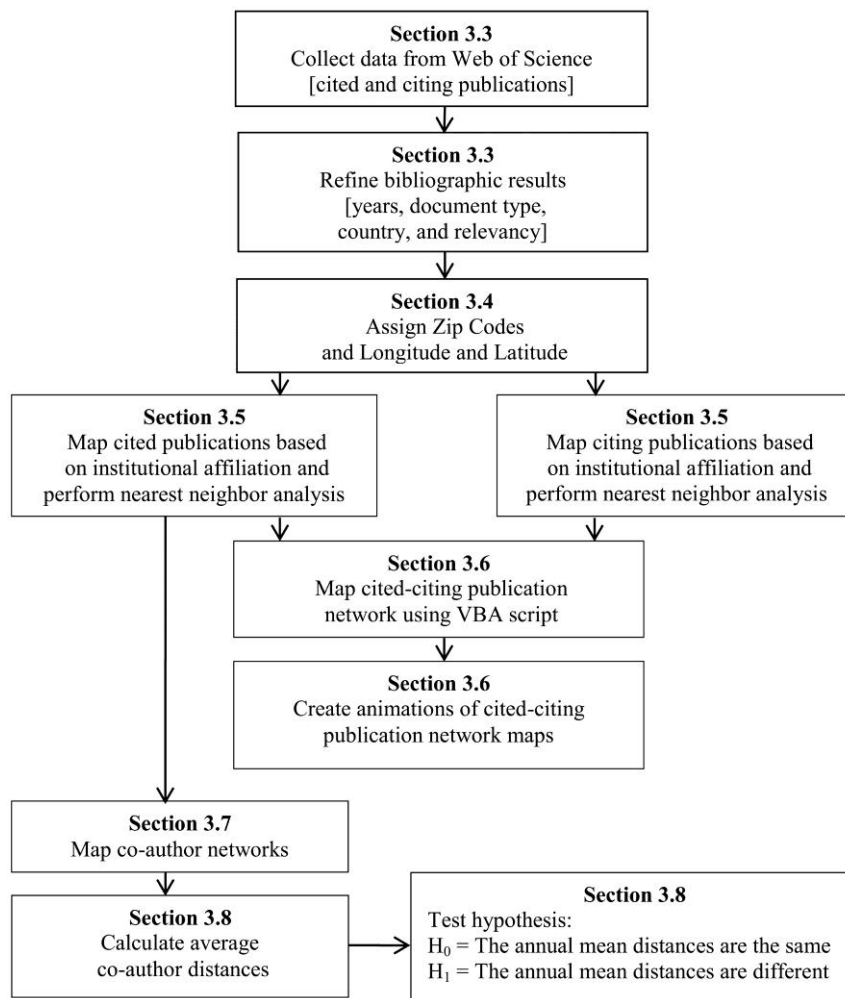 Section 3.3
Collect data from Web of Science
[cited and citing publications]
Section 3.3
Refine bibliographic results
[years, document type,
country, and relevancy]
Section 3.4
Assign Zip Codes
and Longitude and Latitude
Section 3.5
Map cited publications based
on institutional affiliation and
perform nearest neighbor analysis
Section 3.5
Map citing publications based
on institutional affiliation and
perform nearest neighbor analysis
Section 3.6
Map cited-citing publication
network using VBA script
Section 3.6
Create animations of cited-citing
publication network maps
Section 3.7
Map co-author networks
Section 3.8
Calculate average
co-author distances
Section 3.8
Test hypothesis:
H₀ = The annual mean distances are the same
H₁ = The annual mean distances are different